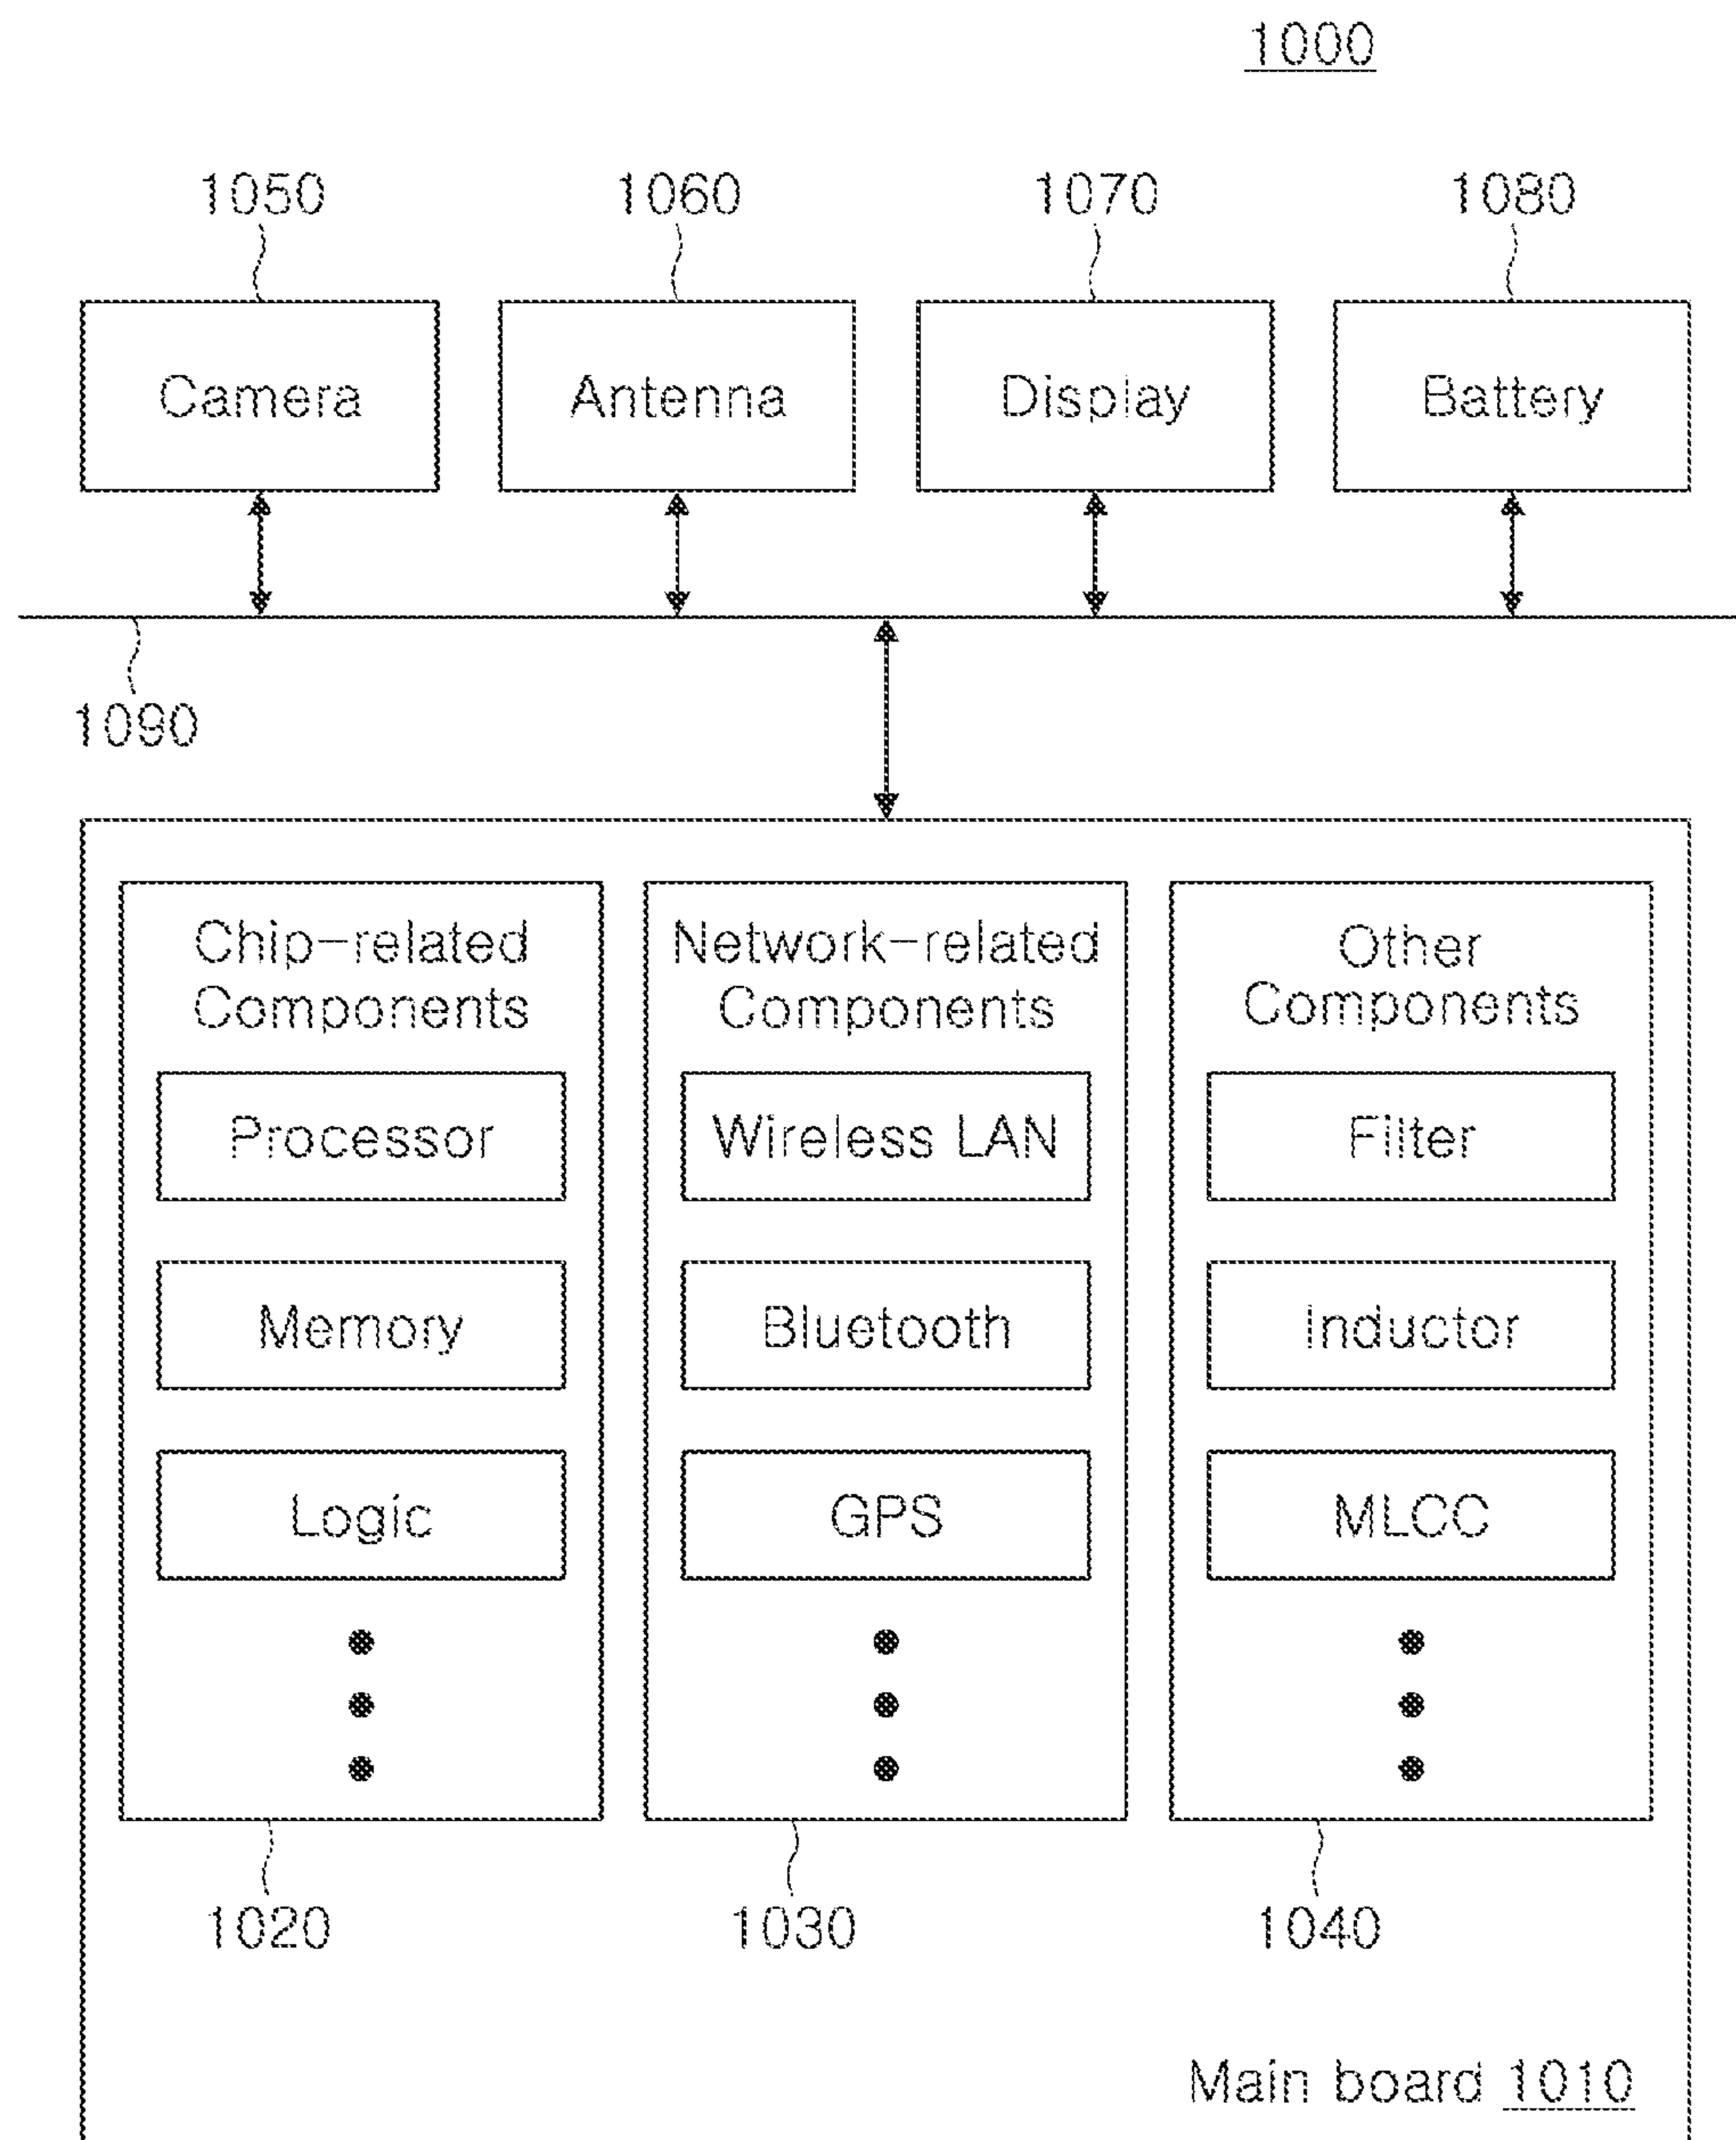 1000
1050 1060 1070 1080
Camera Antenna Display Battery
1090
Chip-related
Components
Processor
Memory
Logic
1020
Network-related
Components
Wireless LAN
Bluetooth
GPS
1030
Other
Components
Filter
Inductor
MLCC
1040
Main board 1010